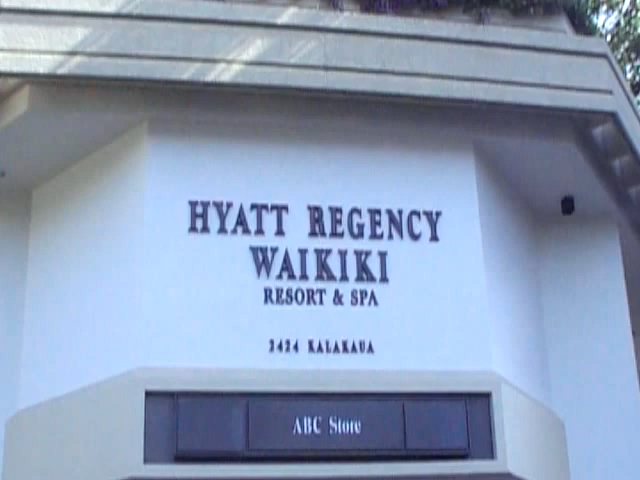 HYATT REGENCY
WAIKIKI
RESORT & SPA
2424 KALAKAUA
ABC Store